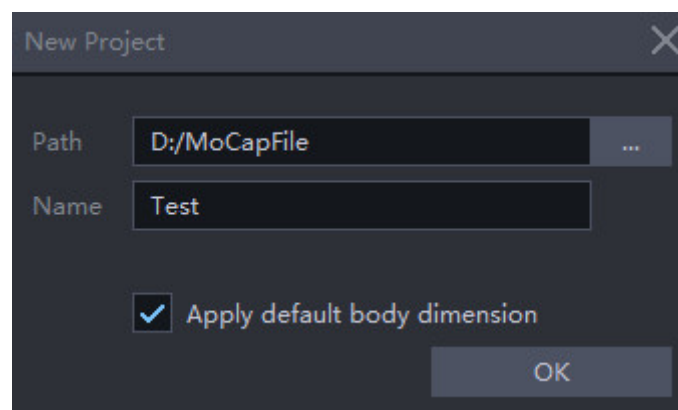 New Project
Path D:/MoCapFile ...
Name Test
Apply default body dimension
OK